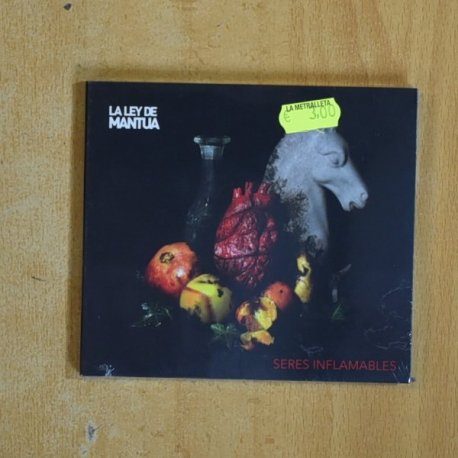 LA LEY DE
MANTUA
LA METRALLETA
€ 3,00
SERES INFLAMABLES